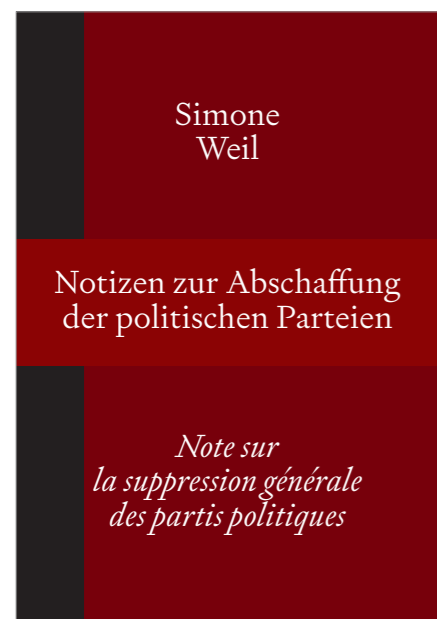 Simone
Weil
Notizen zur Abschaffung
der politischen Parteien
Note sur
la suppression générale
des partis politiques